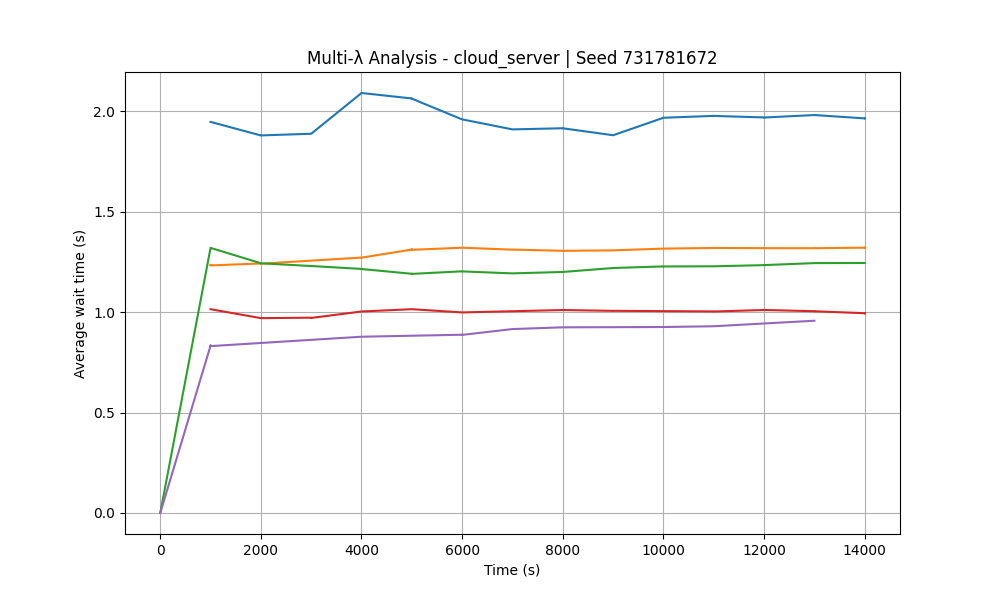 Multi-λ Analysis - cloud_server | Seed 731781672
Average wait time (s)
2.0
1.5
1.0
0.5
0.0
0 2000 4000 6000 8000 10000 12000 14000
Time (s)